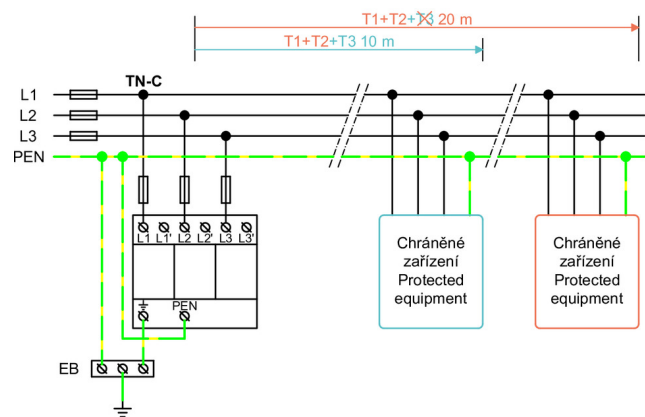 T1+T2+T3 20 m
T1+T2+T3 10 m
TN-C
L1
L2
L3
PEN
L1 L1' L2 L2' L3 L3'
PEN
EB
Chráněné
zařízení
Protected
equipment
Chráněné
zařízení
Protected
equipment